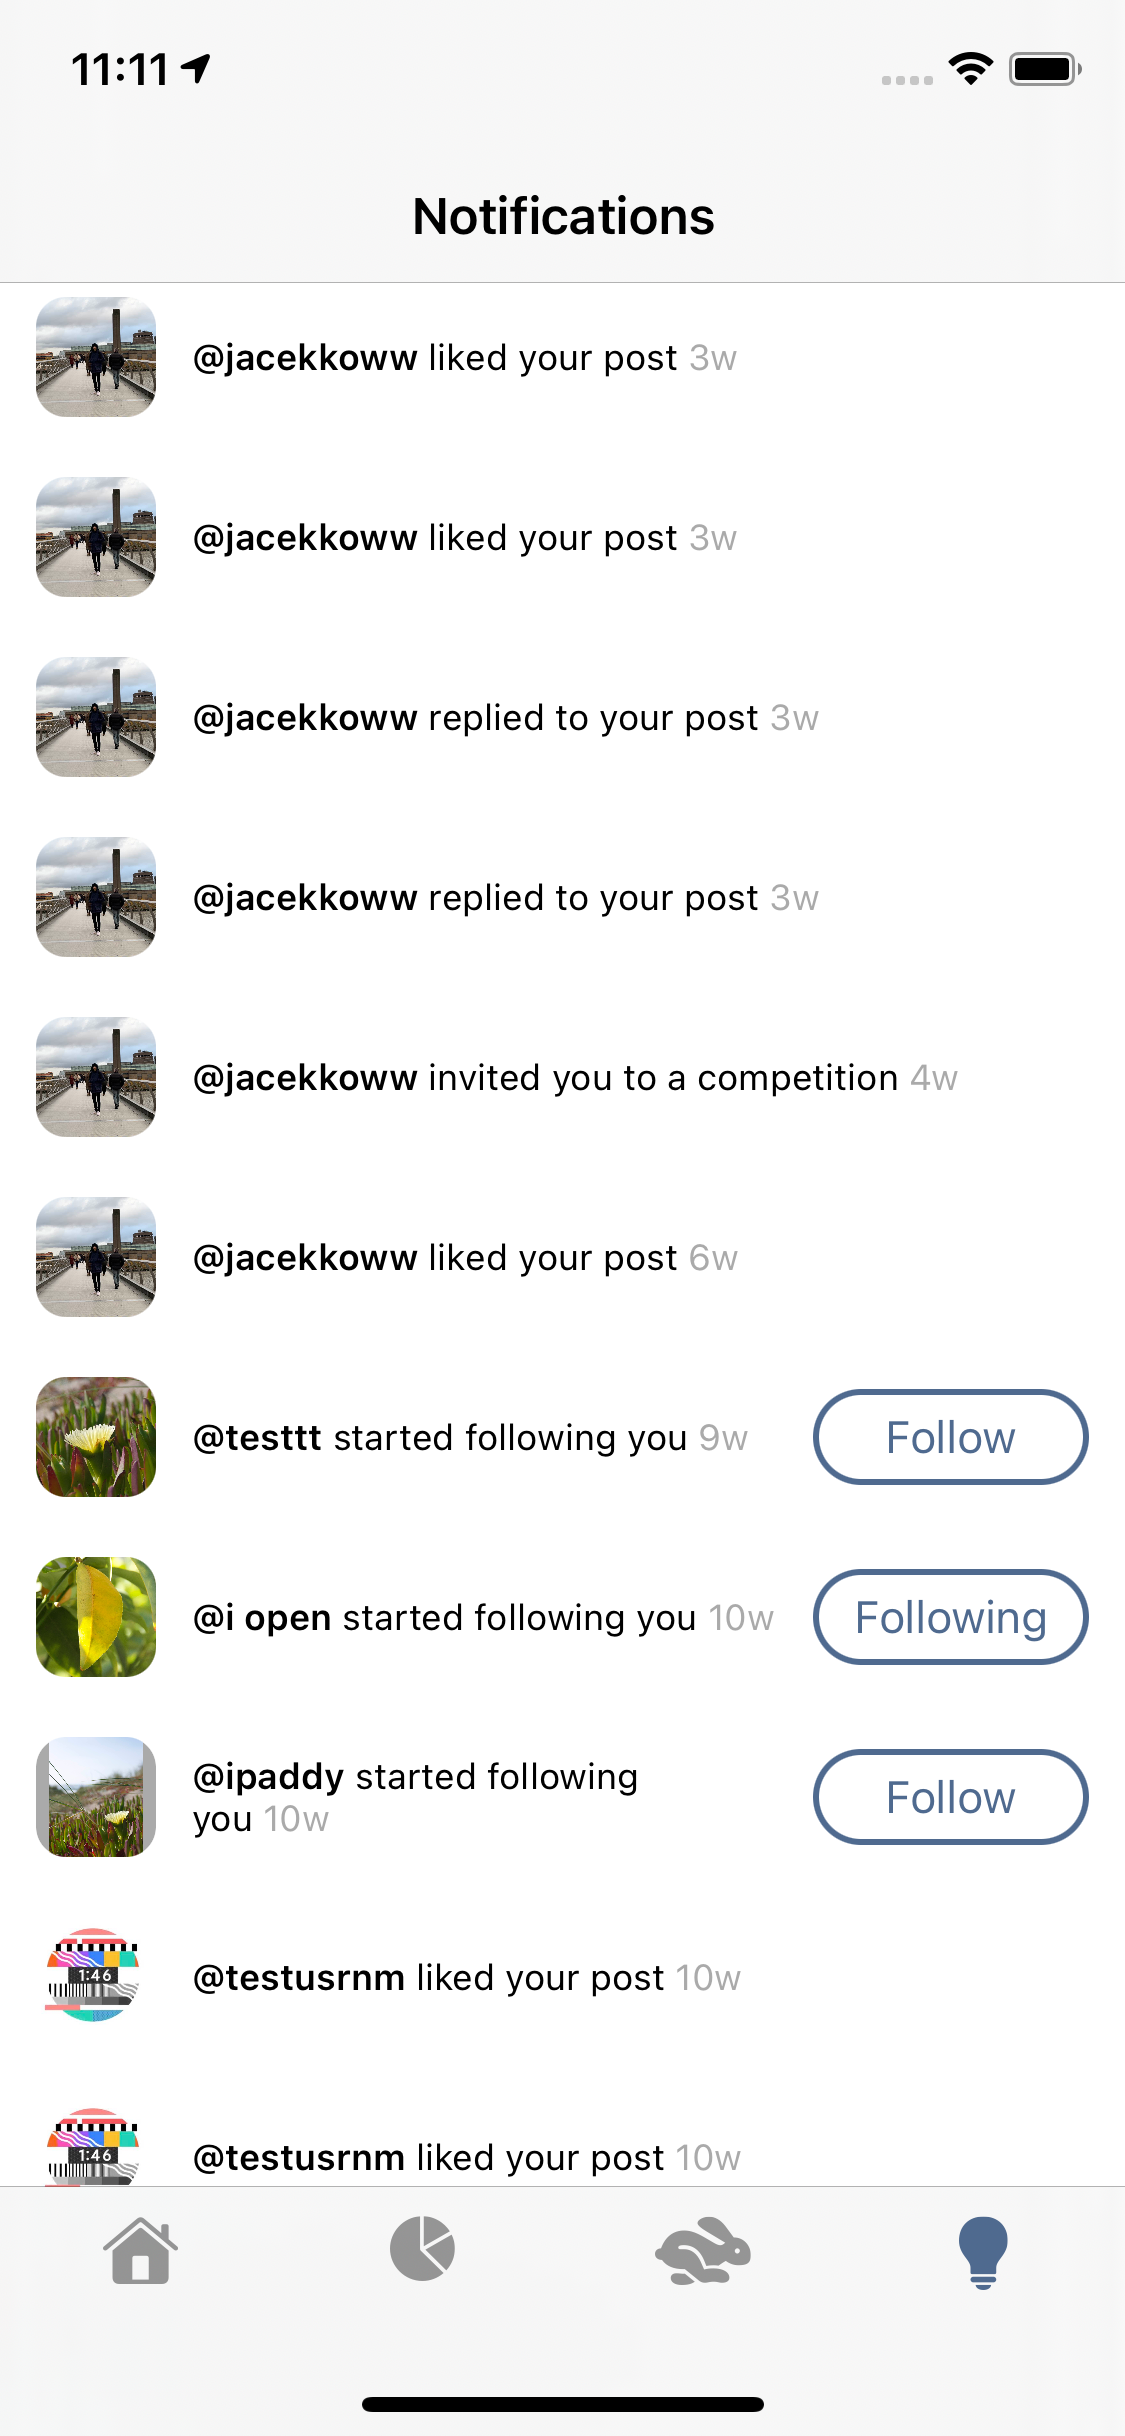 11:11
Notifications
@jacekkoww liked your post 3w
@jacekkoww liked your post 3w
@jacekkoww replied to your post 3w
@jacekkoww replied to your post 3w
@jacekkoww invited you to a competition 4w
@jacekkoww liked your post 6w
@testtt started following you 9w
Follow
@i open started following you 10w
Following
@ipaddy started following
you 10w
Follow
1:46
@testusrnm liked your post 10w
1:46
@testusrnm liked your post 10w